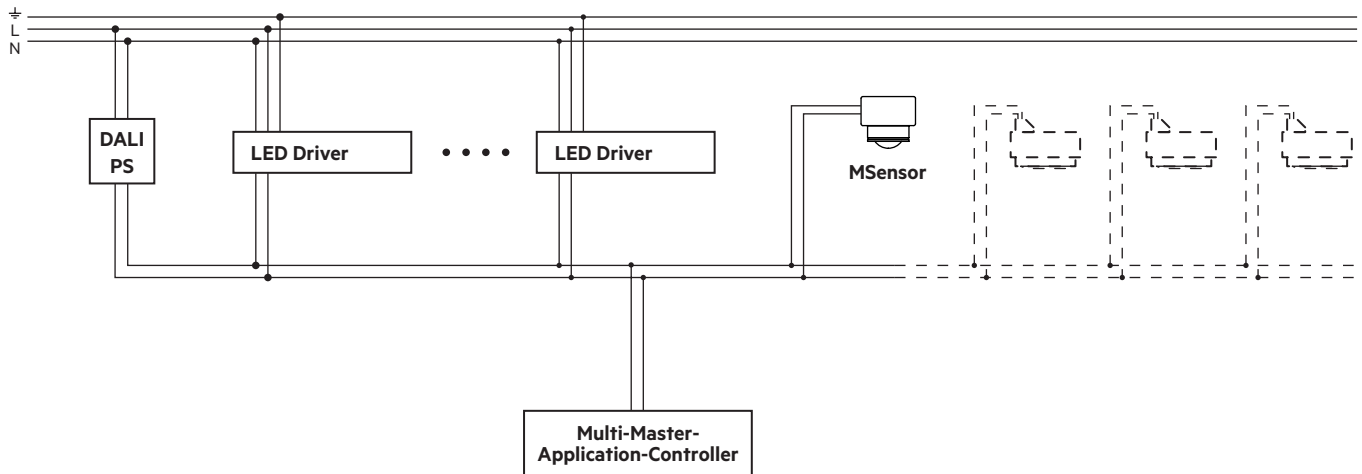 ⏚
L
N
DALI
PS
LED Driver
LED Driver
MSensor
Multi-Master-
Application-Controller